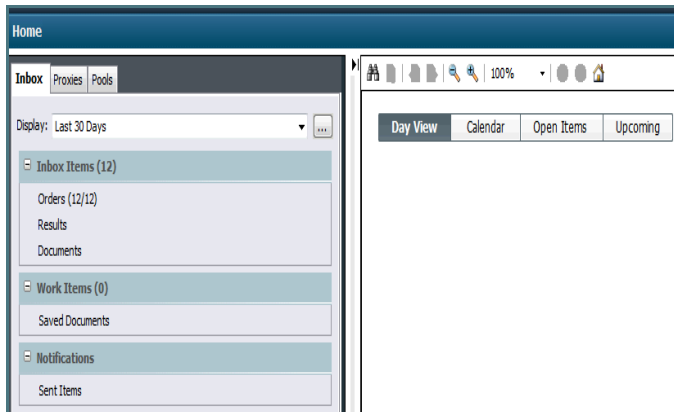 Home
Inbox Proxies Pools
Display: Last 30 Days ...
Inbox Items (12)
Orders (12/12)
Results
Documents
Work Items (0)
Saved Documents
Notifications
Sent Items
100%
Day View Calendar Open Items Upcoming